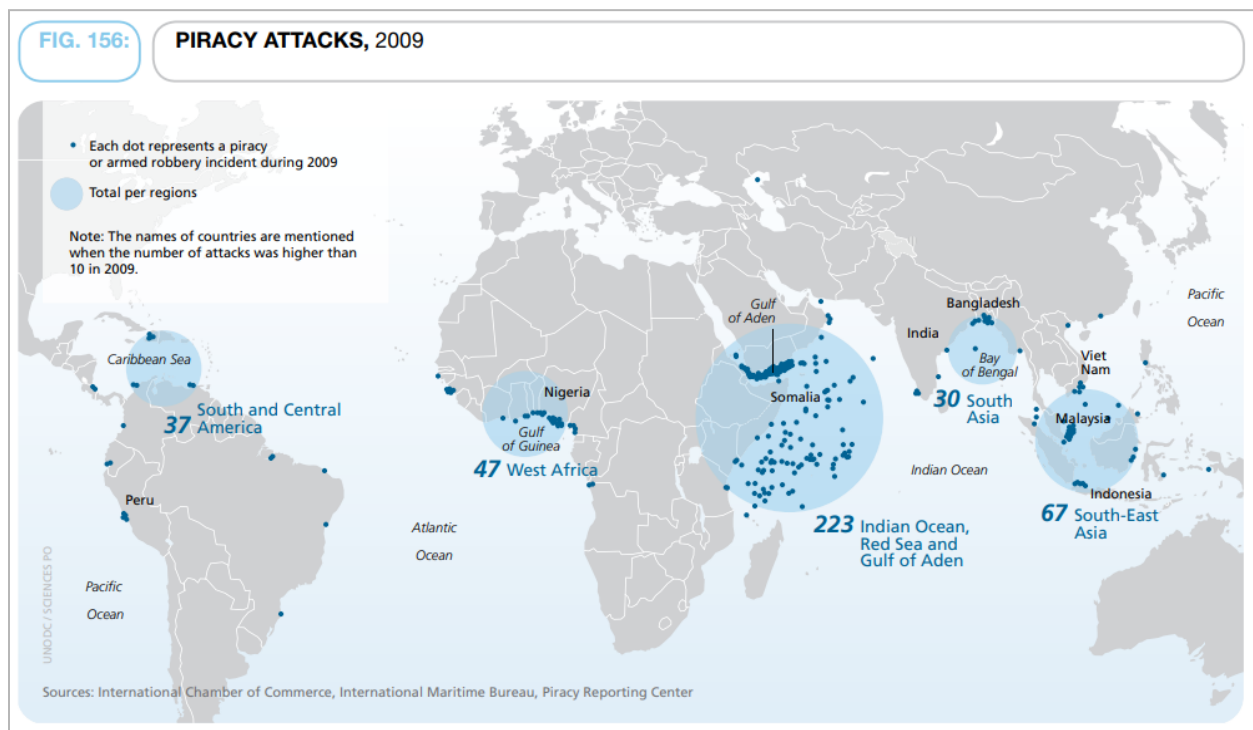 FIG. 156:
PIRACY ATTACKS, 2009
Each dot represents a piracy
or armed robbery incident during 2009
Total per regions
Note: The names of countries are mentioned
when the number of attacks was higher than
10 in 2009.
Caribbean Sea
37 South and Central
America
Peru
Pacific
Ocean
Atlantic
Ocean
Nigeria
Gulf
of Guinea
47 West Africa
Gulf
of Aden
Somalia
223 Indian Ocean,
Red Sea and
Gulf of Aden
Indian Ocean
India
Bangladesh
Bay
of Bengal
30 South
Asia
Viet
Nam
Malaysia
Indonesia
67 South-East
Asia
Pacific
Ocean
UNODC / SCIENCES PO
Sources: International Chamber of Commerce, International Maritime Bureau, Piracy Reporting Center